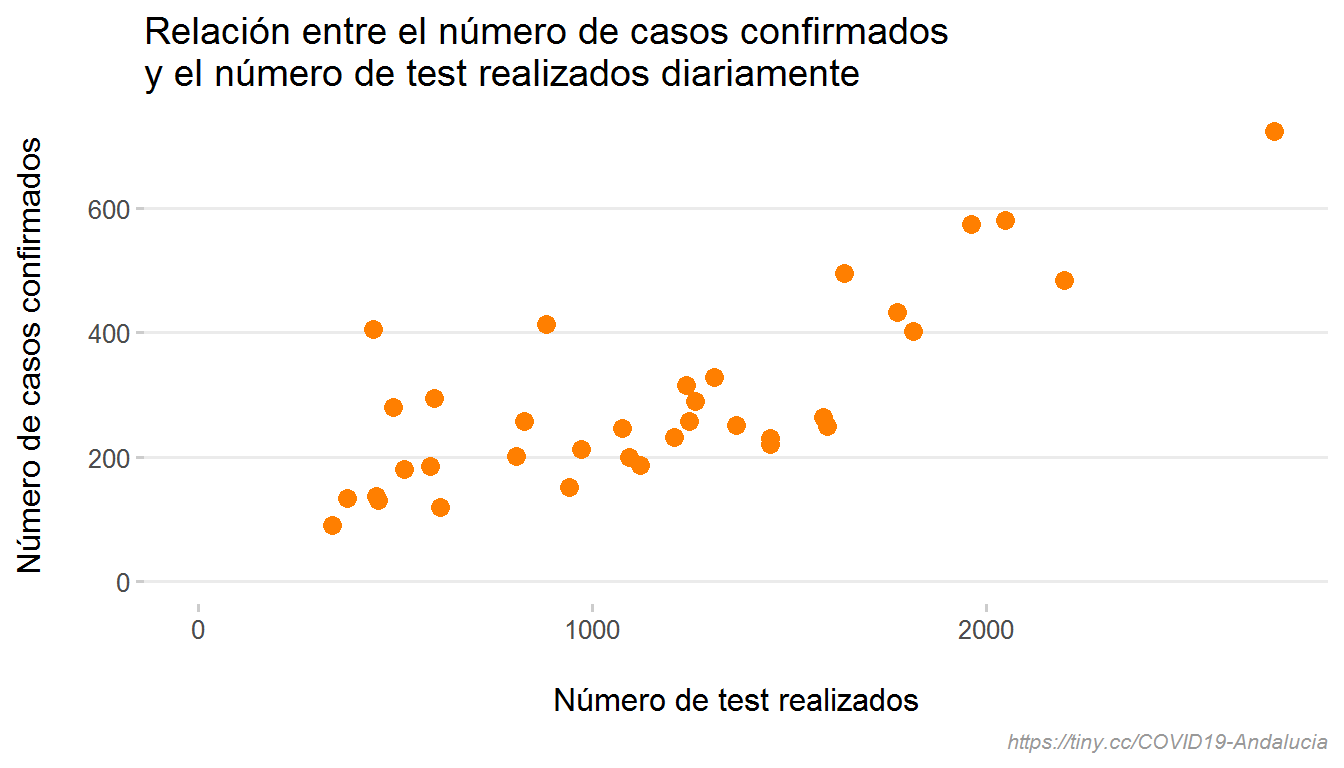 Relación entre el número de casos confirmados
y el número de test realizados diariamente
Número de casos confirmados
600
400
200
0
0
1000
2000
Número de test realizados
https://tiny.cc/COVID19-Andalucia